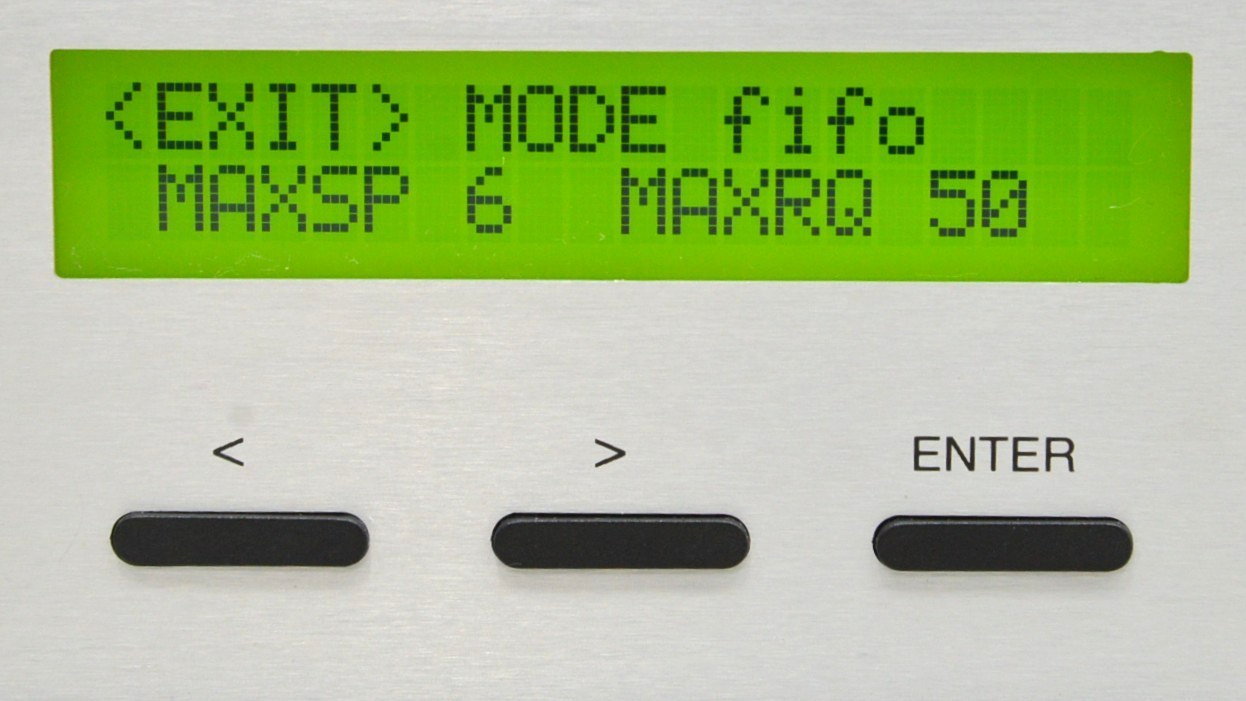 <EXIT> MODE fifo
MAXSP 6 MAXRQ 50
< > ENTER